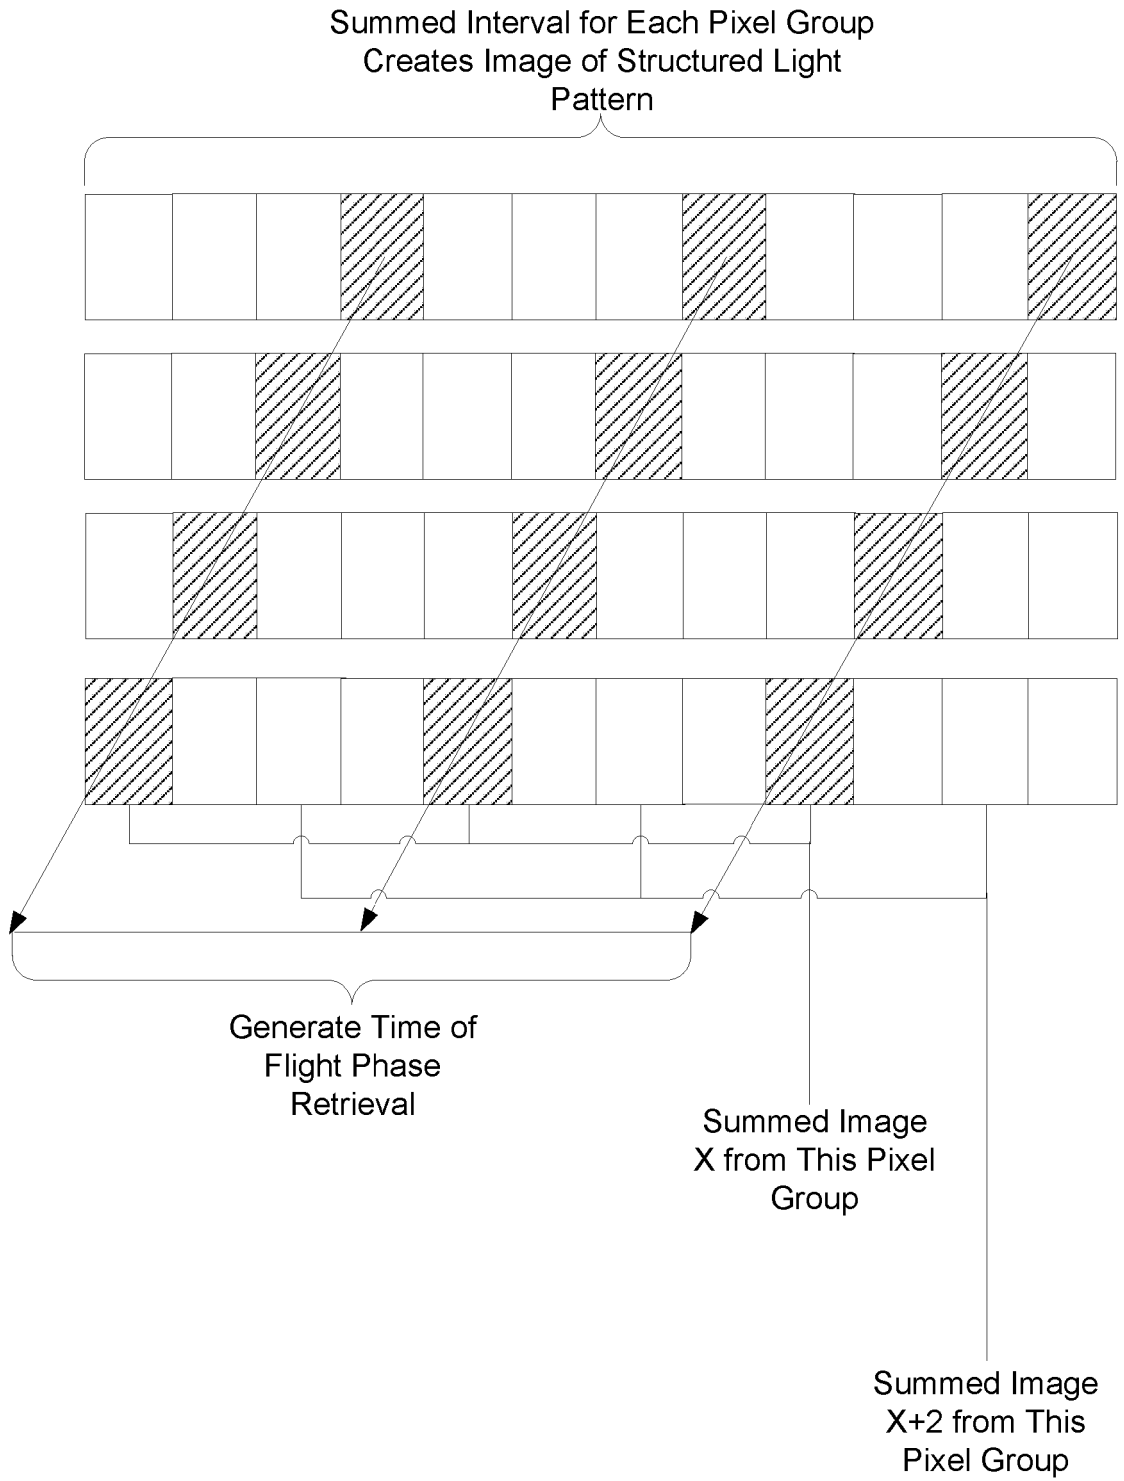 Summed Interval for Each Pixel Group
Creates Image of Structured Light
Pattern
Generate Time of
Flight Phase
Retrieval
Summed Image
X from This Pixel
Group
Summed Image
X+2 from This
Pixel Group